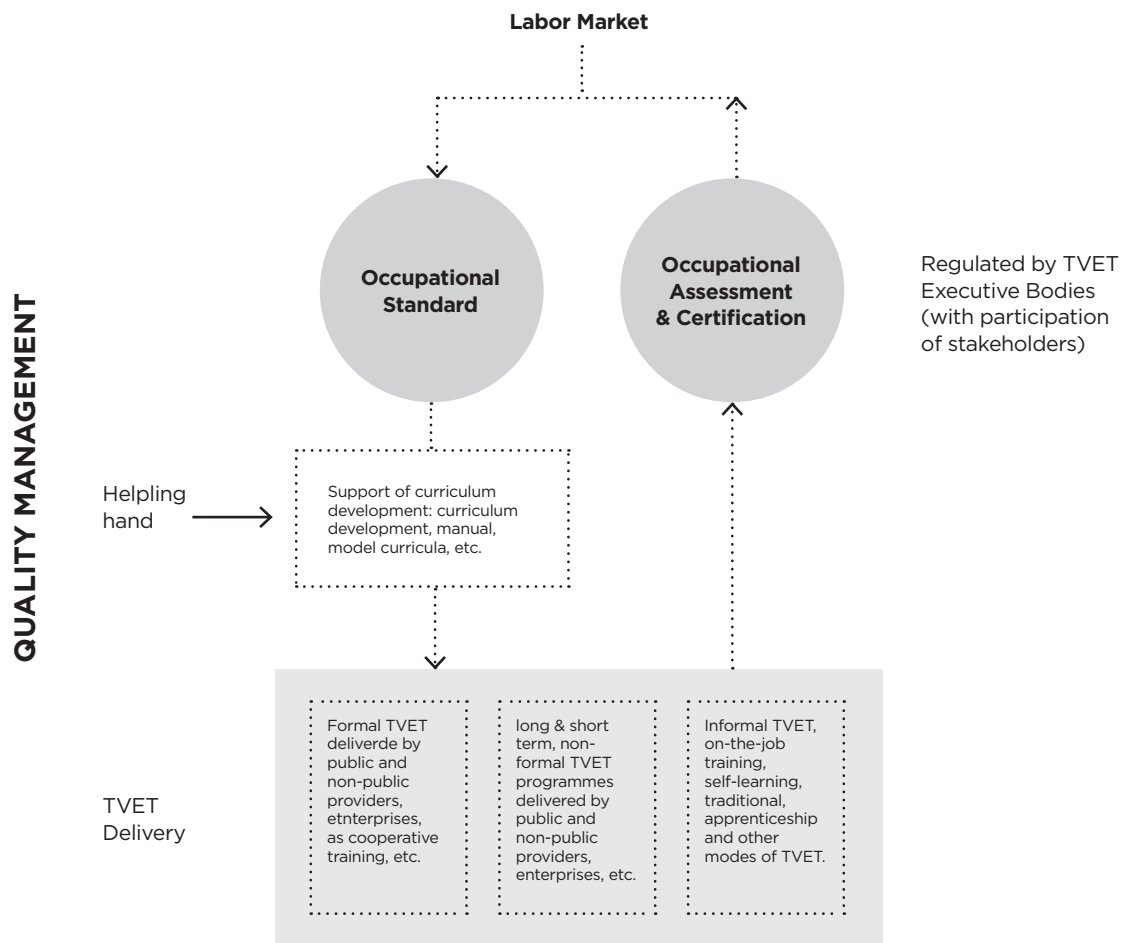 Labor Market
Occupational
Standard
Occupational
Assessment
& Certification
Regulated by TVET
Executive Bodies
(with participation
of stakeholders)
QUALITY MANAGEMENT
Helpling
hand
Support of curriculum
development: curriculum
development, manual,
model curricula, etc.
TVET
Delivery
Formal TVET
deliverde by
public and
non-public
providers,
etnterprises,
as cooperative
training, etc.
long & short
term, non-
formal TVET
programmes
delivered by
public and
non-public
providers,
enterprises, etc.
Informal TVET,
on-the-job
training,
self-learning,
traditional,
apprenticeship
and other
modes of TVET.